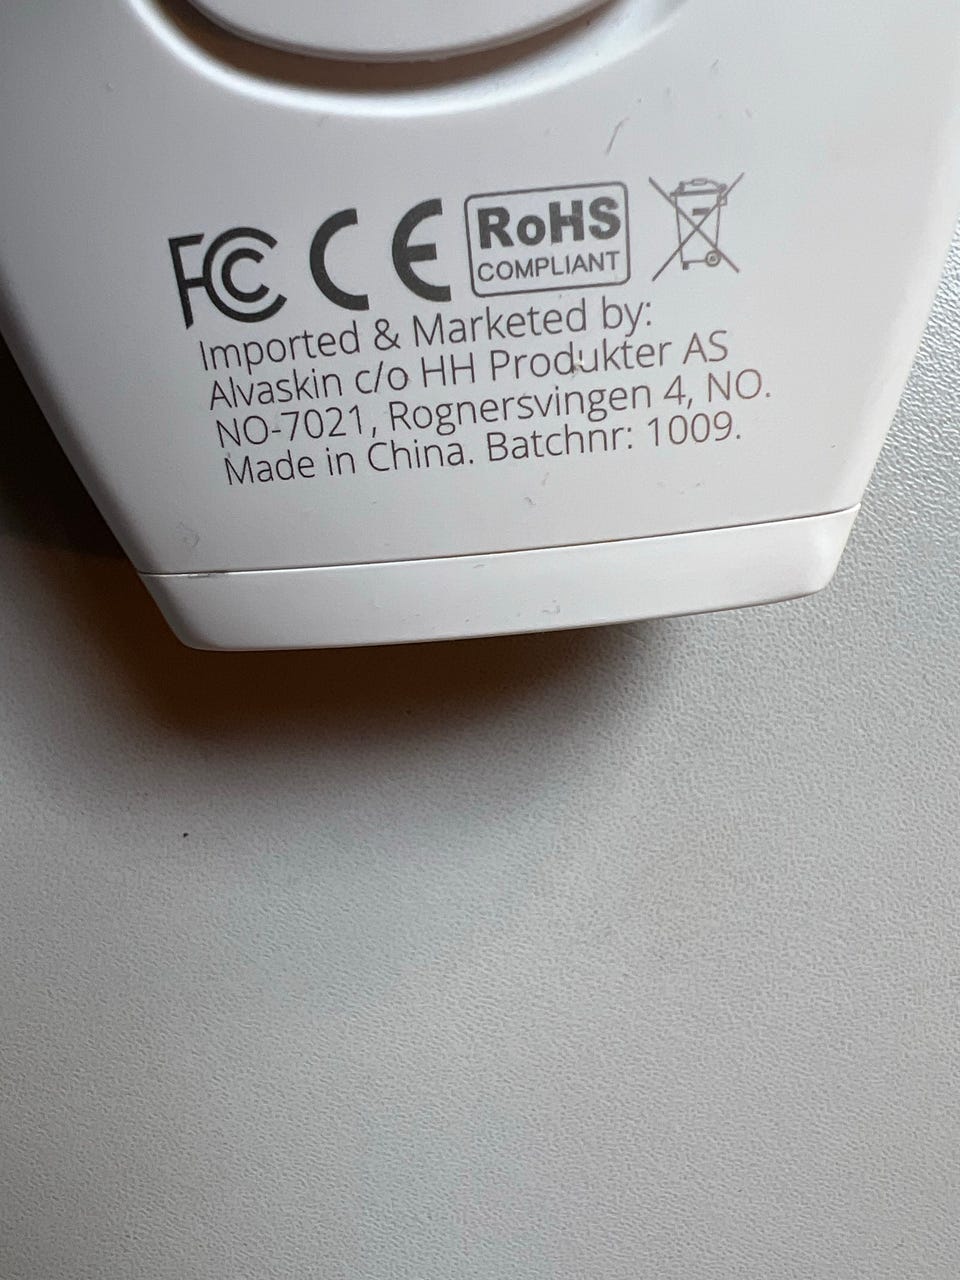 FC CE RoHS
COMPLIANT
Imported & Marketed by:
Alvaskin c/o HH Produkter AS
NO-7021, Rognersvingen 4, NO.
Made in China. Batchnr: 1009.